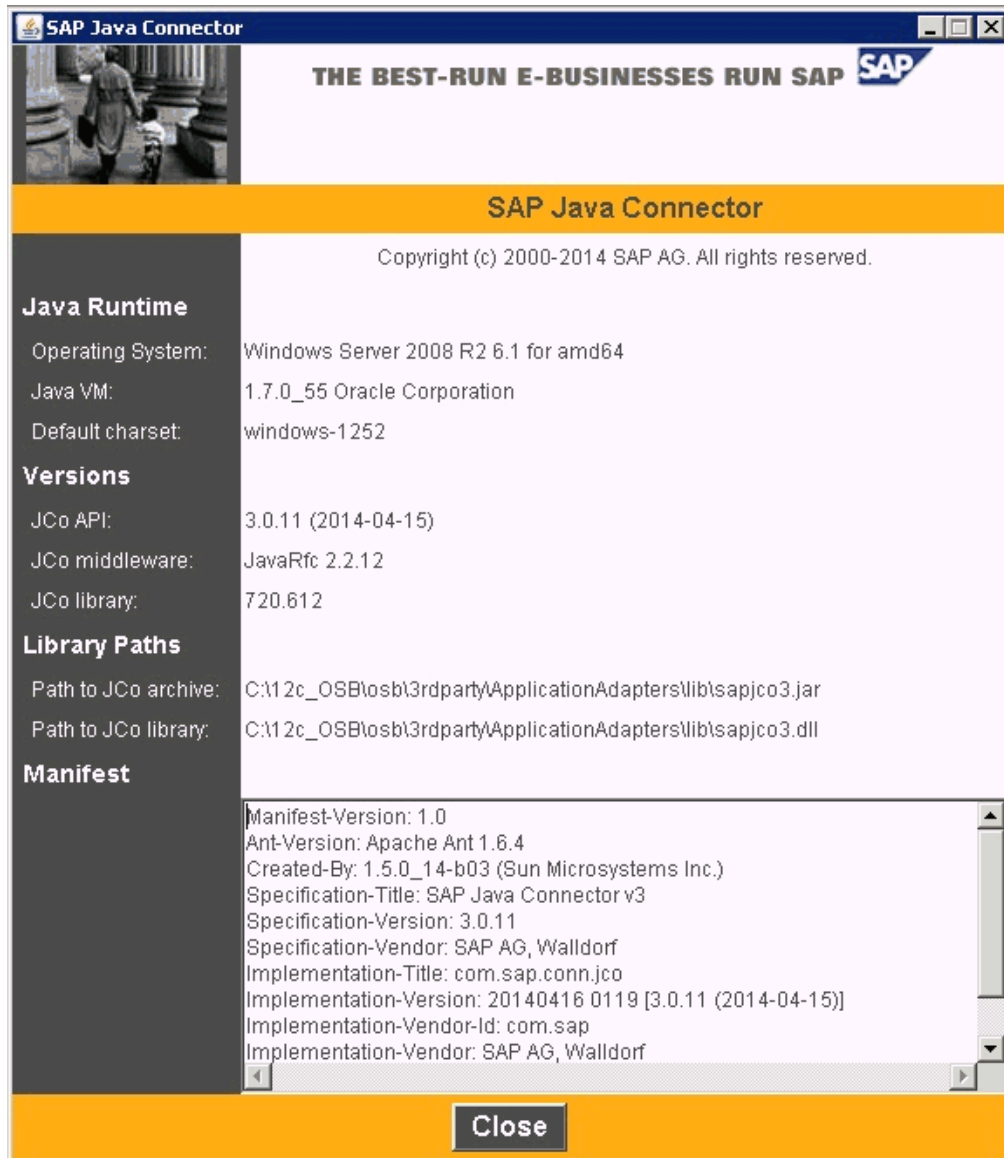 SAP Java Connector
THE BEST-RUN E-BUSINESSES RUN SAP SAP
SAP Java Connector
Copyright (c) 2000-2014 SAP AG. All rights reserved.
Java Runtime
Operating System: Windows Server 2008 R2 6.1 for amd64
Java VM: 1.7.0_55 Oracle Corporation
Default charset: windows-1252
Versions
JCo API: 3.0.11 (2014-04-15)
JCo middleware: JavaRfc 2.2.12
JCo library: 720.612
Library Paths
Path to JCo archive: C:\12c_OSB\osb\3rdparty\ApplicationAdapters\lib\sapjco3.jar
Path to JCo library: C:\12c_OSB\osb\3rdparty\ApplicationAdapters\lib\sapjco3.dll
Manifest
Manifest-Version: 1.0
Ant-Version: Apache Ant 1.6.4
Created-By: 1.5.0_14-b03 (Sun Microsystems Inc.)
Specification-Title: SAP Java Connector v3
Specification-Version: 3.0.11
Specification-Vendor: SAP AG, Walldorf
Implementation-Title: com.sap.conn.jco
Implementation-Version: 20140416 0119 [3.0.11 (2014-04-15)]
Implementation-Vendor-Id: com.sap
Implementation-Vendor: SAP AG, Walldorf
Close